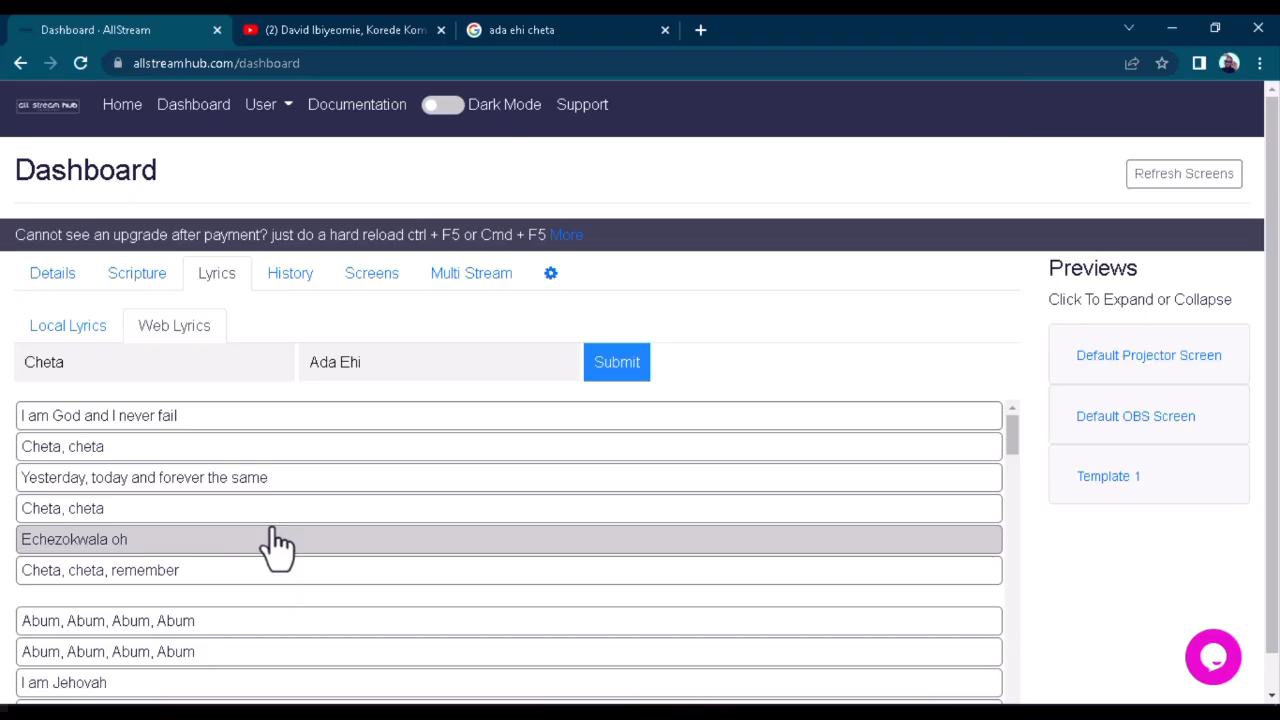 Dashboard - AllStream
(2) David Ibiyeomie, Korede Kom
ada ehi cheta
allstreamhub.com/dashboard
all stream hub
Home
Dashboard
User
Documentation
Dark Mode
Support
Dashboard
Refresh Screens
Cannot see an upgrade after payment? just do a hard reload ctrl + F5 or Cmd + F5 More
Details
Scripture
Lyrics
History
Screens
Multi Stream
Local Lyrics
Web Lyrics
Cheta
Ada Ehi
Submit
I am God and I never fail
Cheta, cheta
Yesterday, today and forever the same
Cheta, cheta
Echezokwala oh
Cheta, cheta, remember
Abum, Abum, Abum, Abum
Abum, Abum, Abum, Abum
I am Jehovah
Previews
Click To Expand or Collapse
Default Projector Screen
Default OBS Screen
Template 1